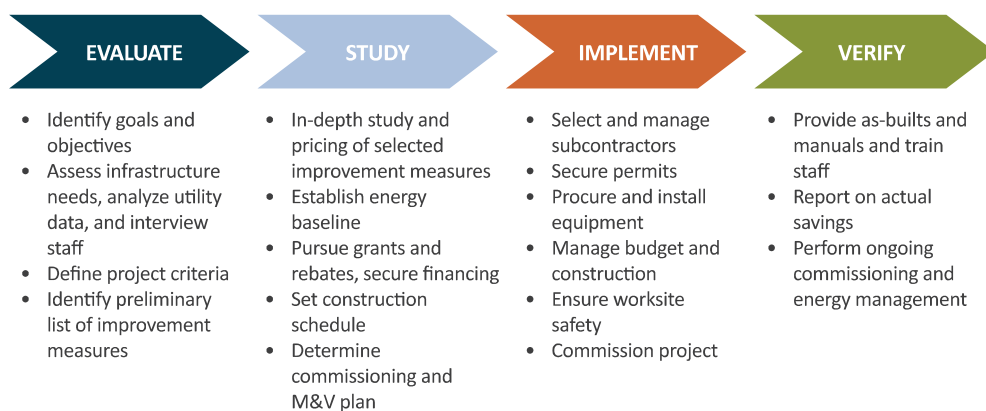 EVALUATE
• Identify goals and
objectives
• Assess infrastructure
needs, analyze utility
data, and interview
staff
• Define project criteria
• Identify preliminary
list of improvement
measures
STUDY
• In-depth study and
pricing of selected
improvement measures
• Establish energy
baseline
• Pursue grants and
rebates, secure financing
• Set construction
schedule
• Determine
commissioning and
M&V plan
IMPLEMENT
• Select and manage
subcontractors
• Secure permits
• Procure and install
equipment
• Manage budget and
construction
• Ensure worksite
safety
• Commission project
VERIFY
• Provide as-builts and
manuals and train
staff
• Report on actual
savings
• Perform ongoing
commissioning and
energy management